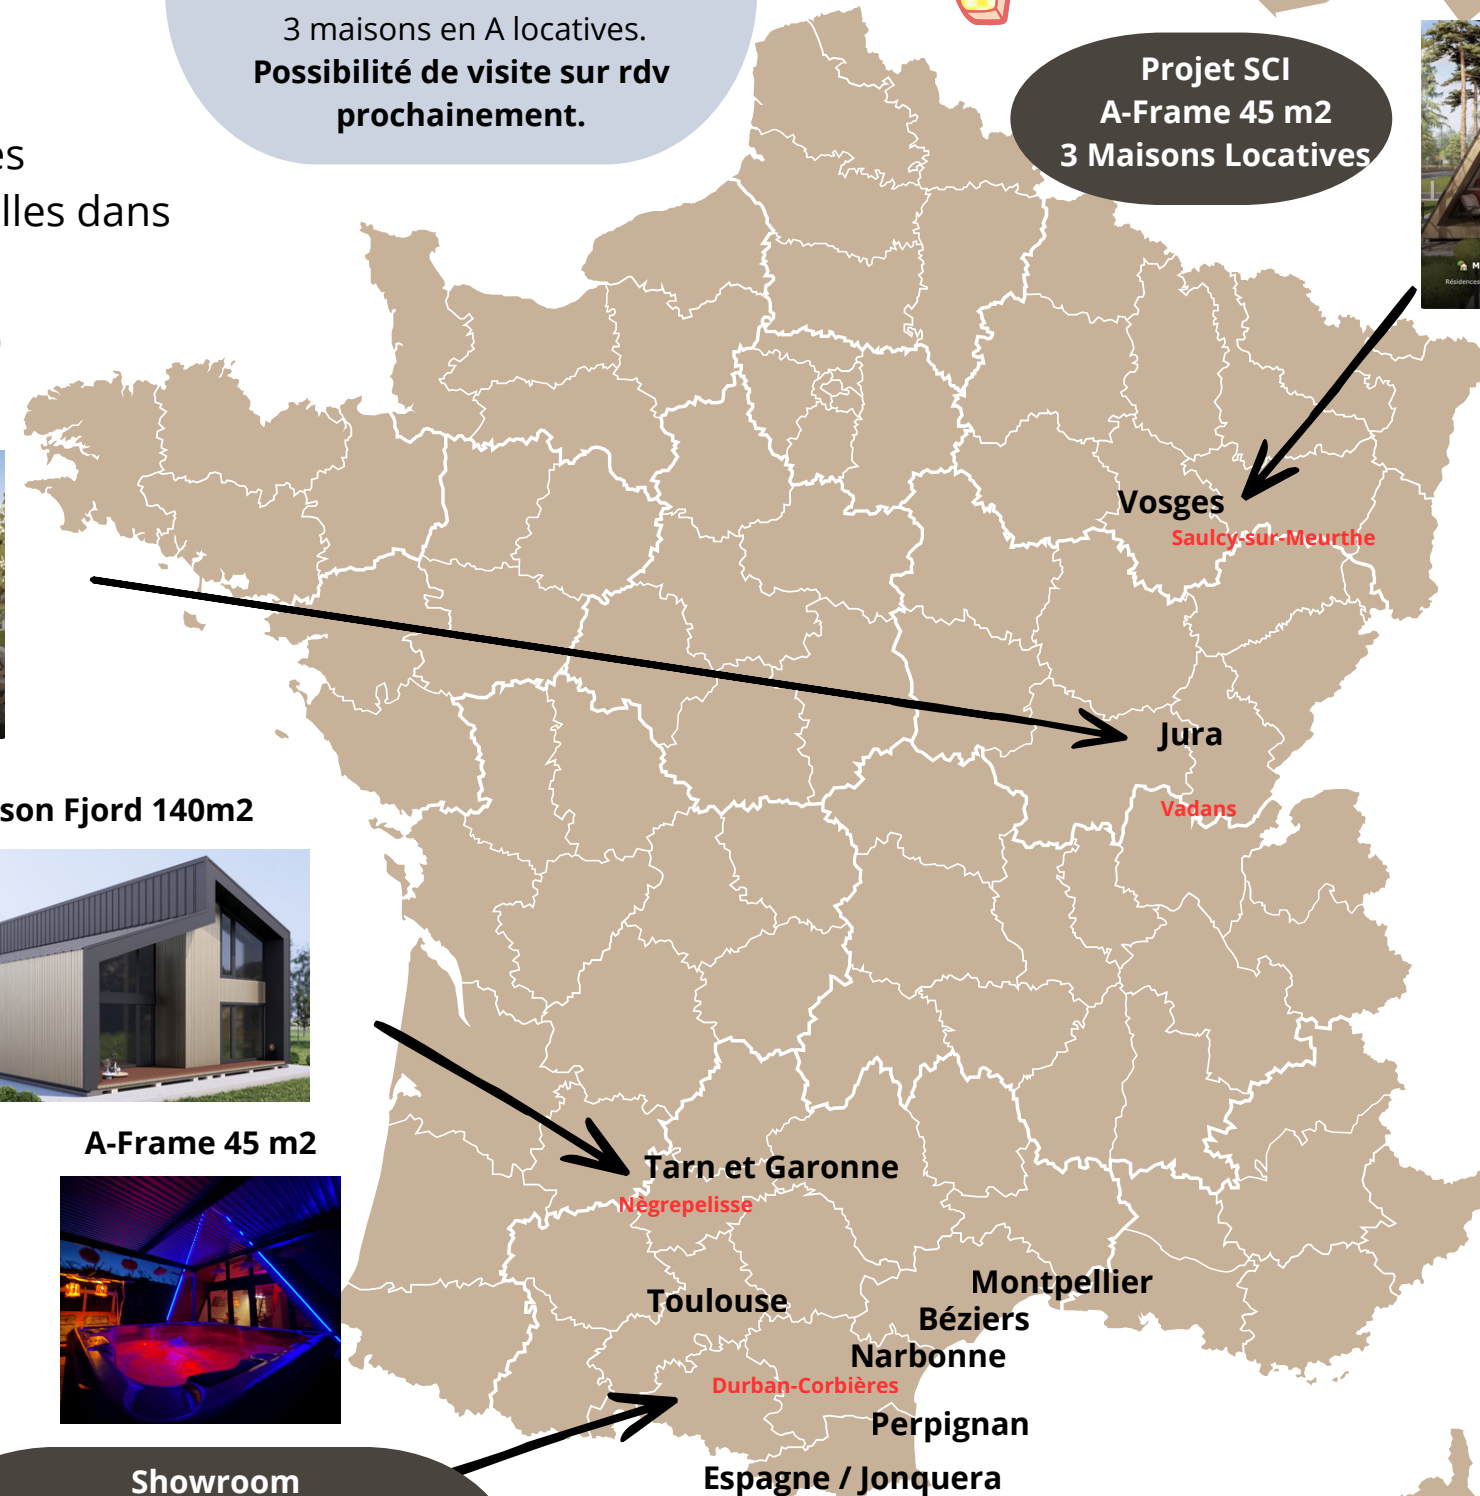 3 maisons en A locatives.
Possibilité de visite sur rdv
prochainement.
Projet SCI
A-Frame 45 m2
3 Maisons Locatives
es
lles dans
M
Résidences
Vosges
Saulcy-sur-Meurthe
Jura
Vadans
son Fjord 140m2
A-Frame 45 m2
Tarn et Garonne
Nègrepelisse
Toulouse
Montpellier
Béziers
Narbonne
Durban-Corbières
Perpignan
Espagne / Jonquera
Showroom